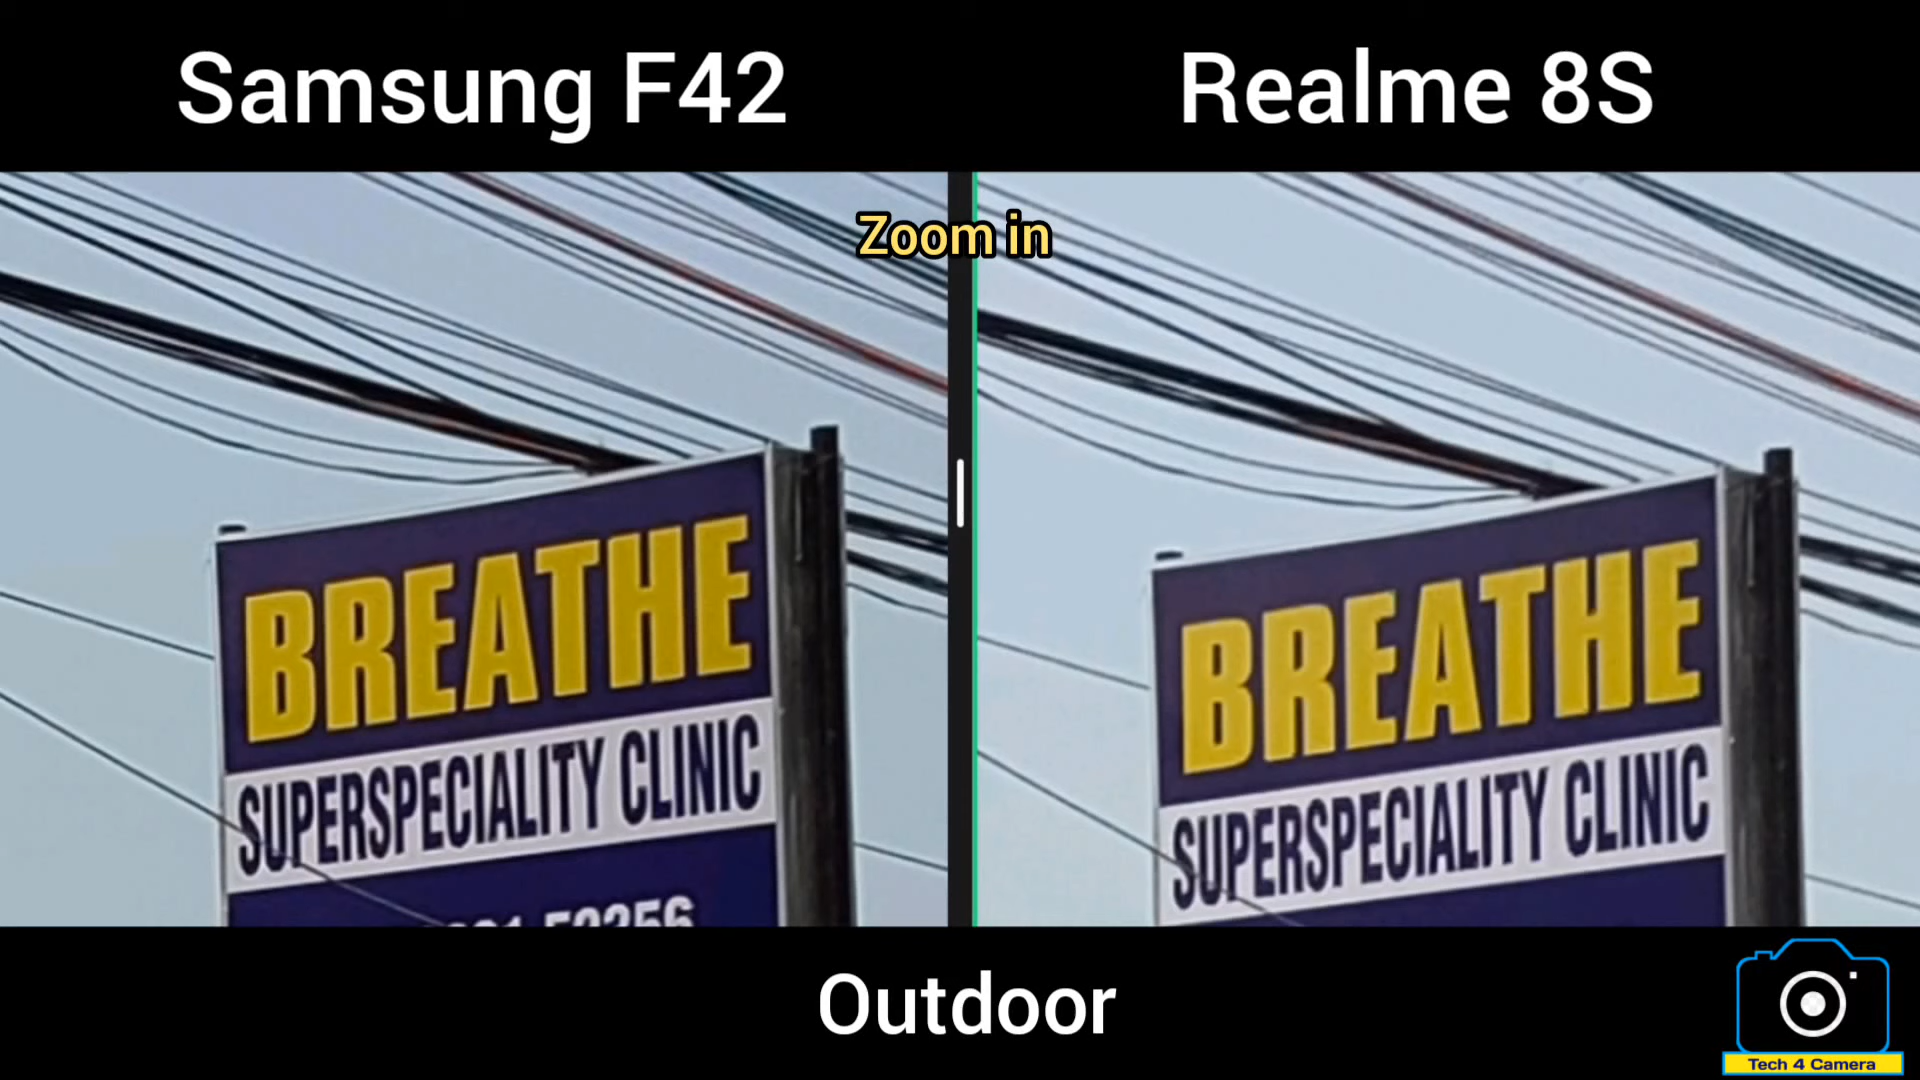 Samsung F42
Realme 8S
Zoom in
BREATHE
SUPERSPECIALITY CLINIC
BREATHE
SUPERSPECIALITY CLINIC
Outdoor
Tech 4 Camera